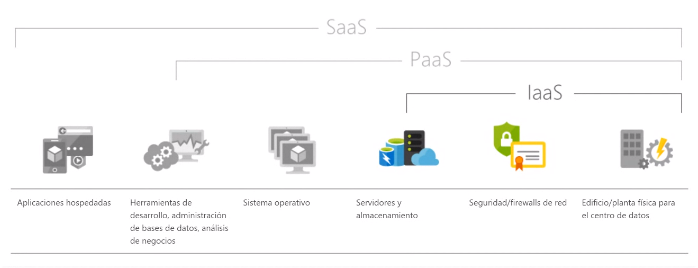 SaaS
PaaS
IaaS
Aplicaciones hospedadas
Herramientas de
desarrollo, administración
de bases de datos, análisis
de negocios
Sistema operativo
Servidores y
almacenamiento
Seguridad/firewalls de red
Edificio/planta física para
el centro de datos